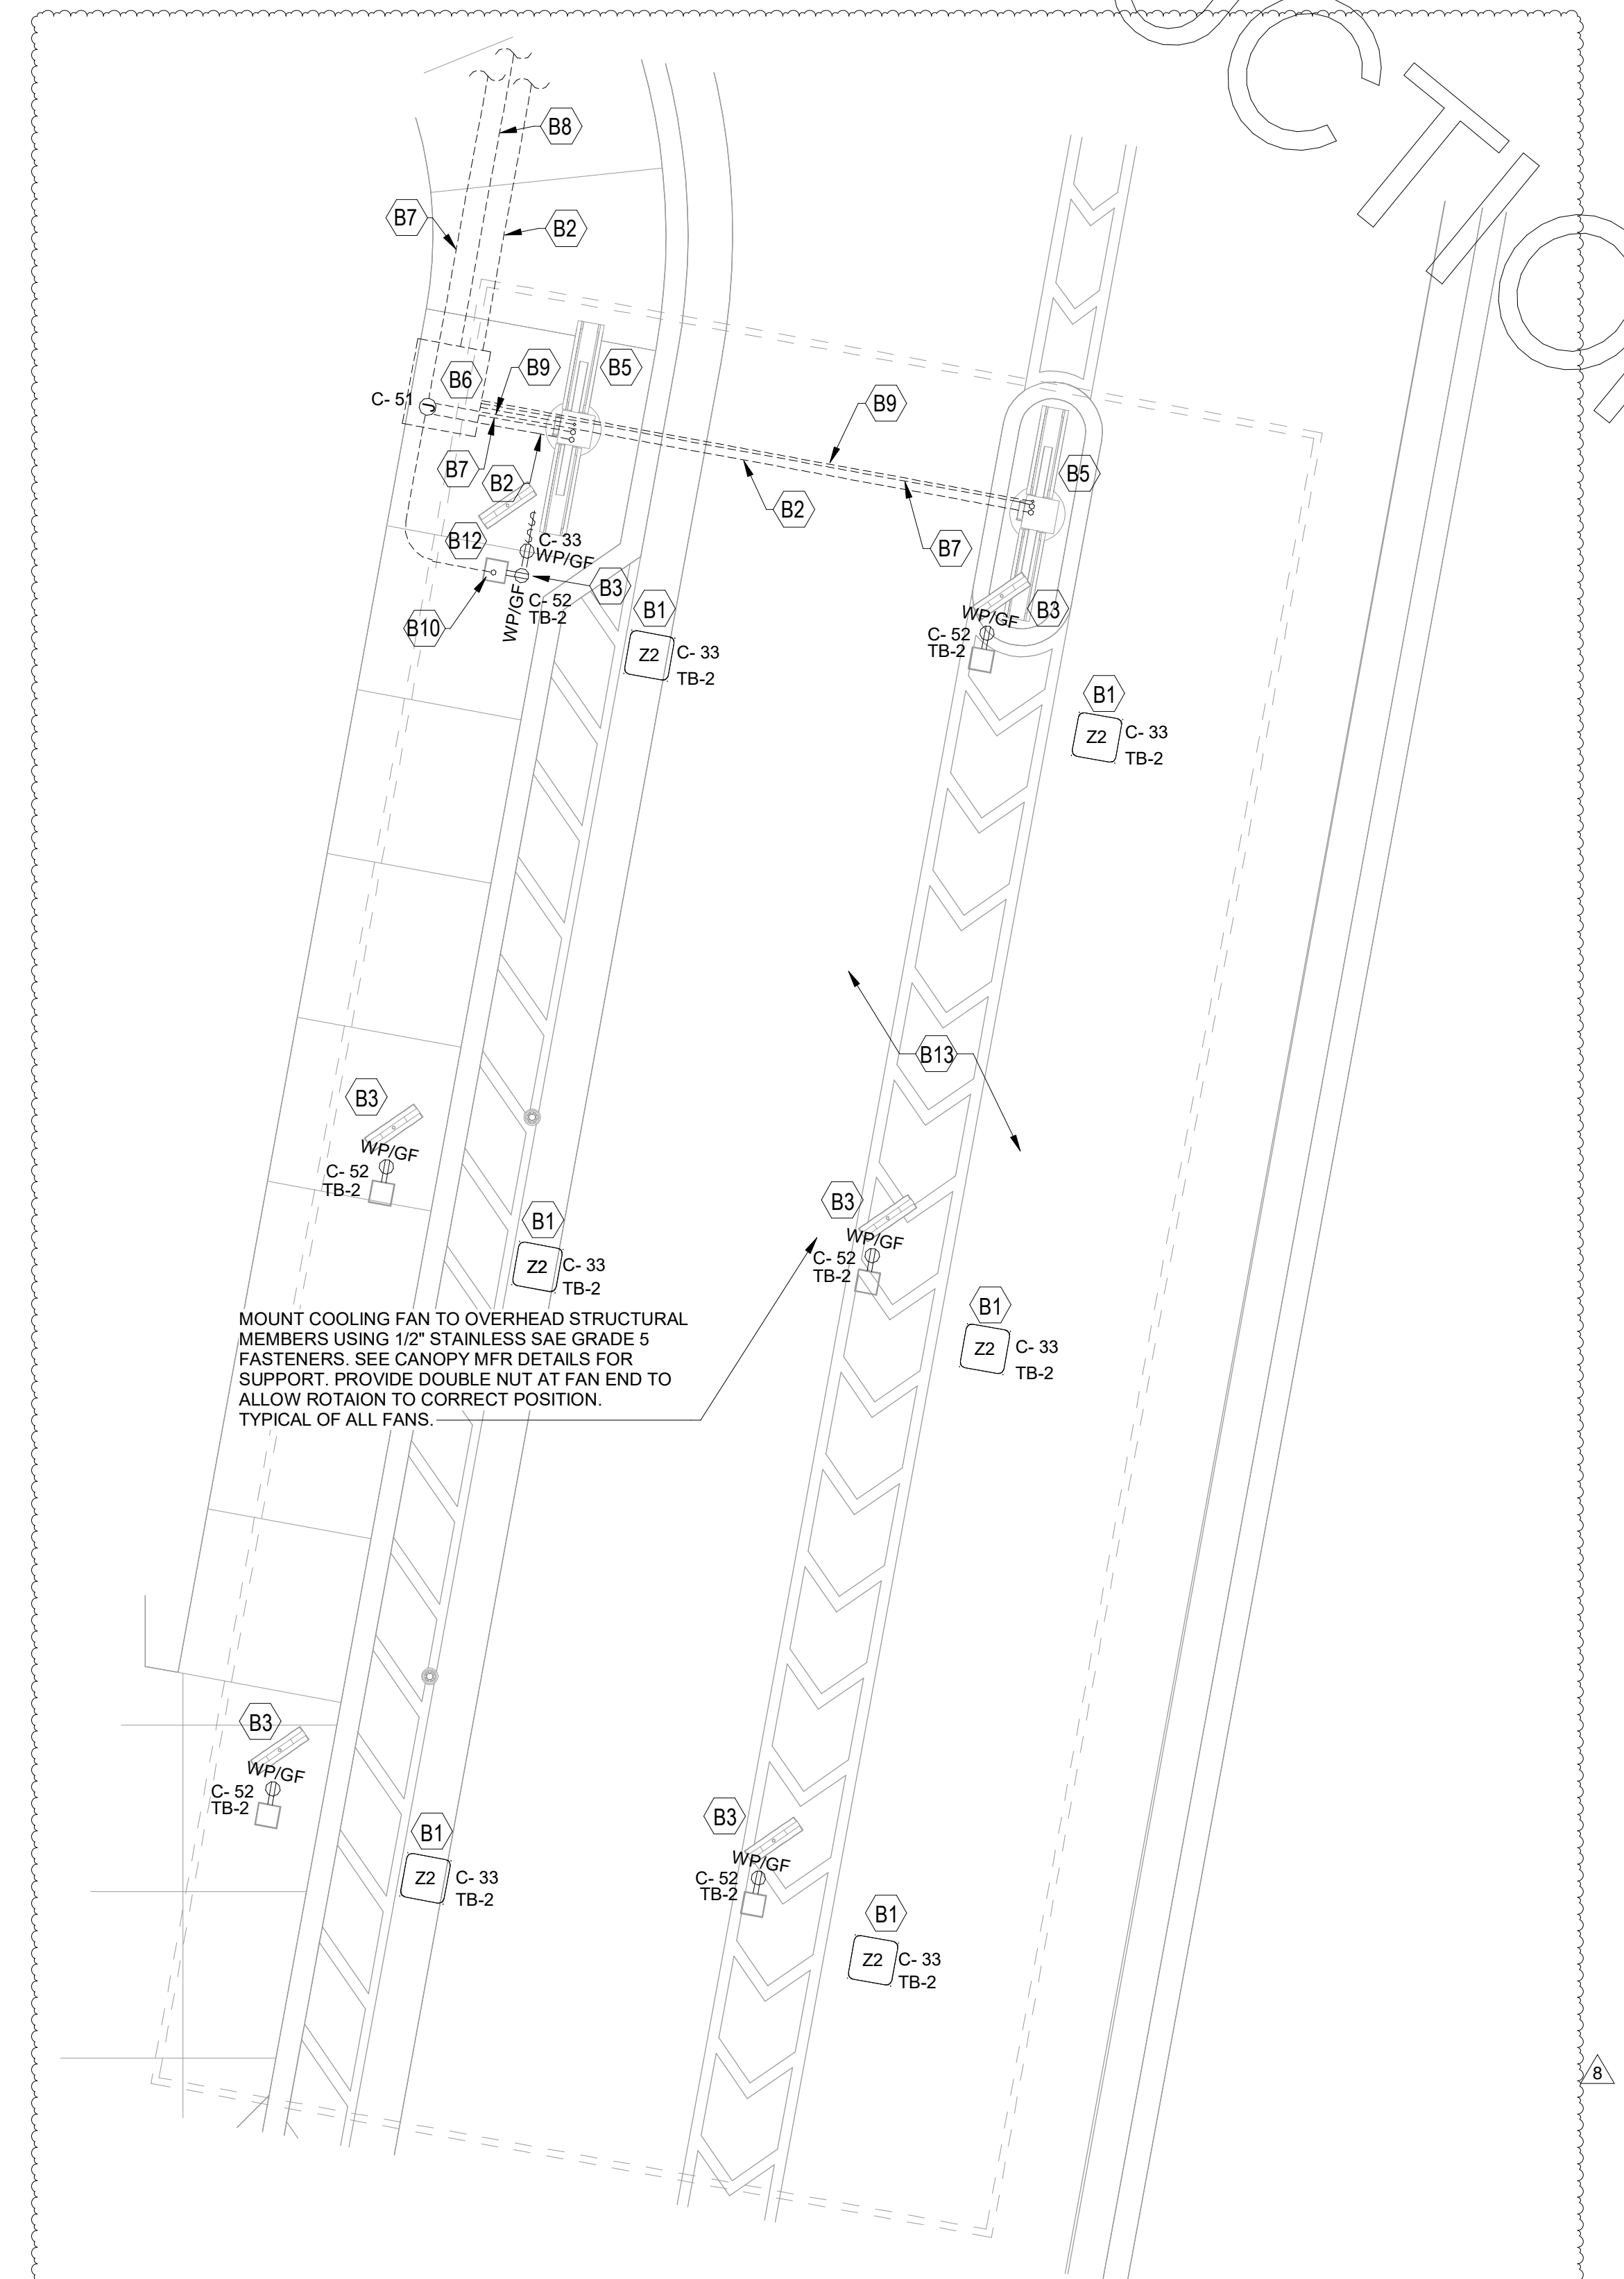 CTIO
B8
B7
B2
B6
B9
B5
C- 51
J
B9
B7
B2
B5
B2
B12
C- 33
WP/GF
B7
B3
C- 52
TB-2
WP/GF
B10
B1
Z2
C- 33
TB-2
B3
WP/GF
C- 52
TB-2
B1
Z2
C- 33
TB-2
B13
B3
WP/GF
C- 52
TB-2
B3
WP/GF
C- 52
TB-2
B1
Z2
C- 33
TB-2
B1
Z2
C- 33
TB-2
MOUNT COOLING FAN TO OVERHEAD STRUCTURAL
MEMBERS USING 1/2" STAINLESS SAE GRADE 5
FASTENERS. SEE CANOPY MFR DETAILS FOR
SUPPORT. PROVIDE DOUBLE NUT AT FAN END TO
ALLOW ROTAION TO CORRECT POSITION.
TYPICAL OF ALL FANS.
B3
WP/GF
C- 52
TB-2
B3
WP/GF
C- 52
TB-2
B1
Z2
C- 33
TB-2
B1
Z2
C- 33
TB-2
8